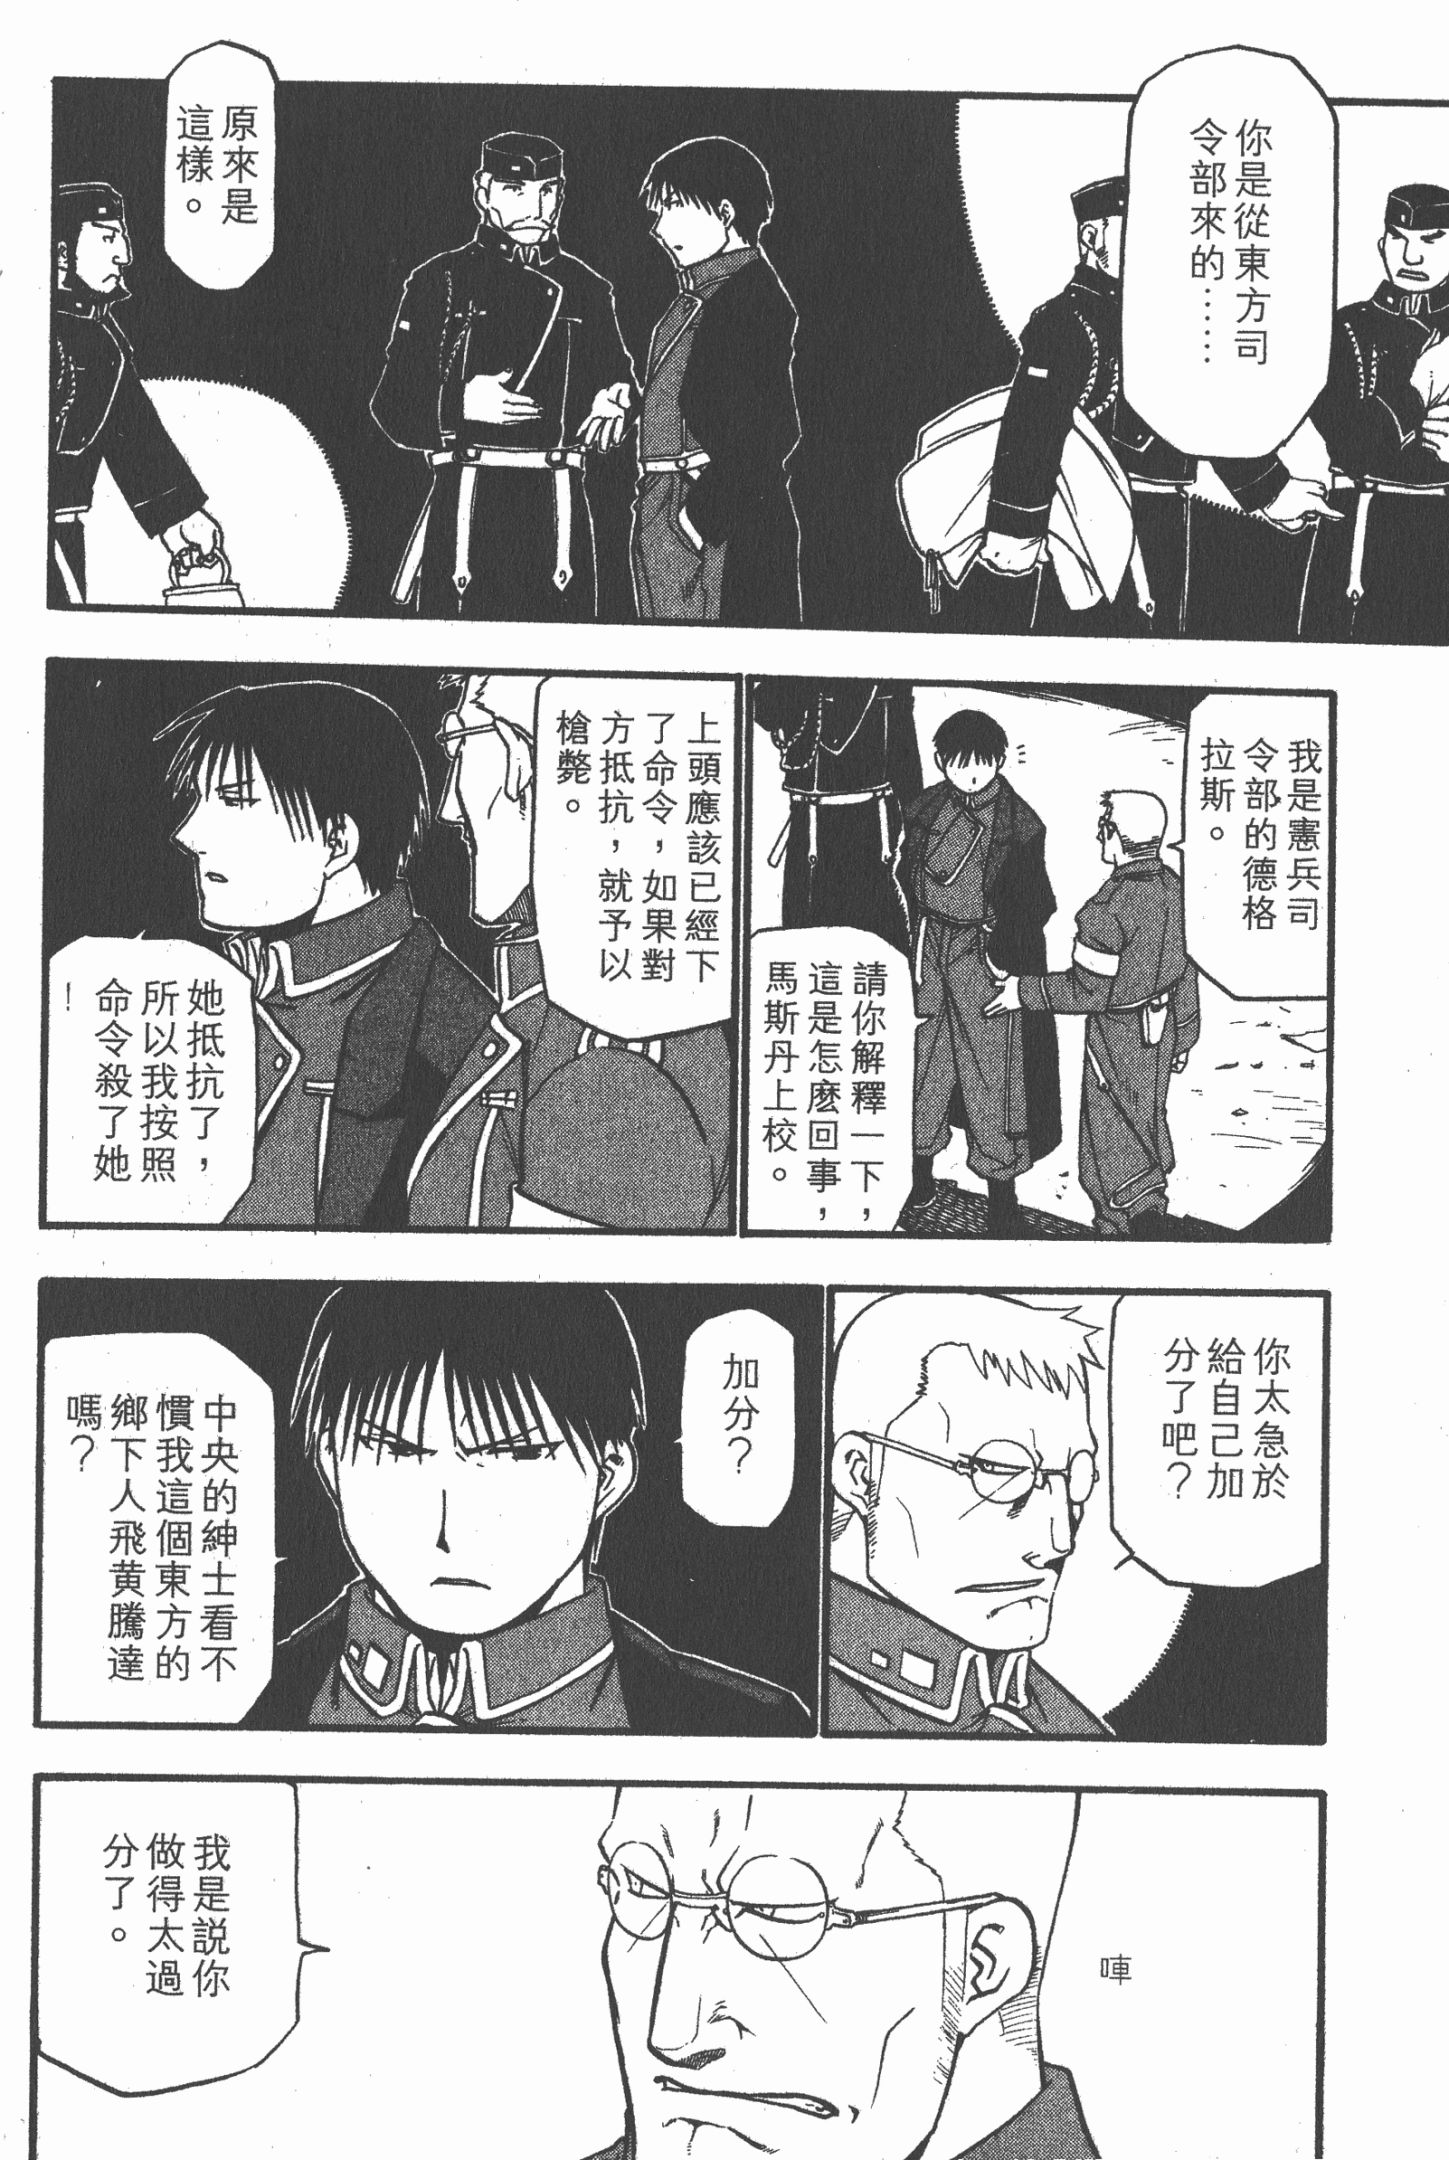 你是從東方司
令部來的……
原來是
這樣。
我是憲兵司
令部的德格
拉斯。
請你解釋一下，
這是怎麼回事，
馬斯丹上校。
上頭應該已經下
了命令，如果對
方抵抗，就予以
槍斃。
她抵抗了，
所以我按照
命令殺了她
！
你太急於
給自己加
分了吧？
加分？
中央的紳士看不
慣我這個東方的
鄉下人飛黄騰達
嗎？
唓
我是説你
做得太過
分了。